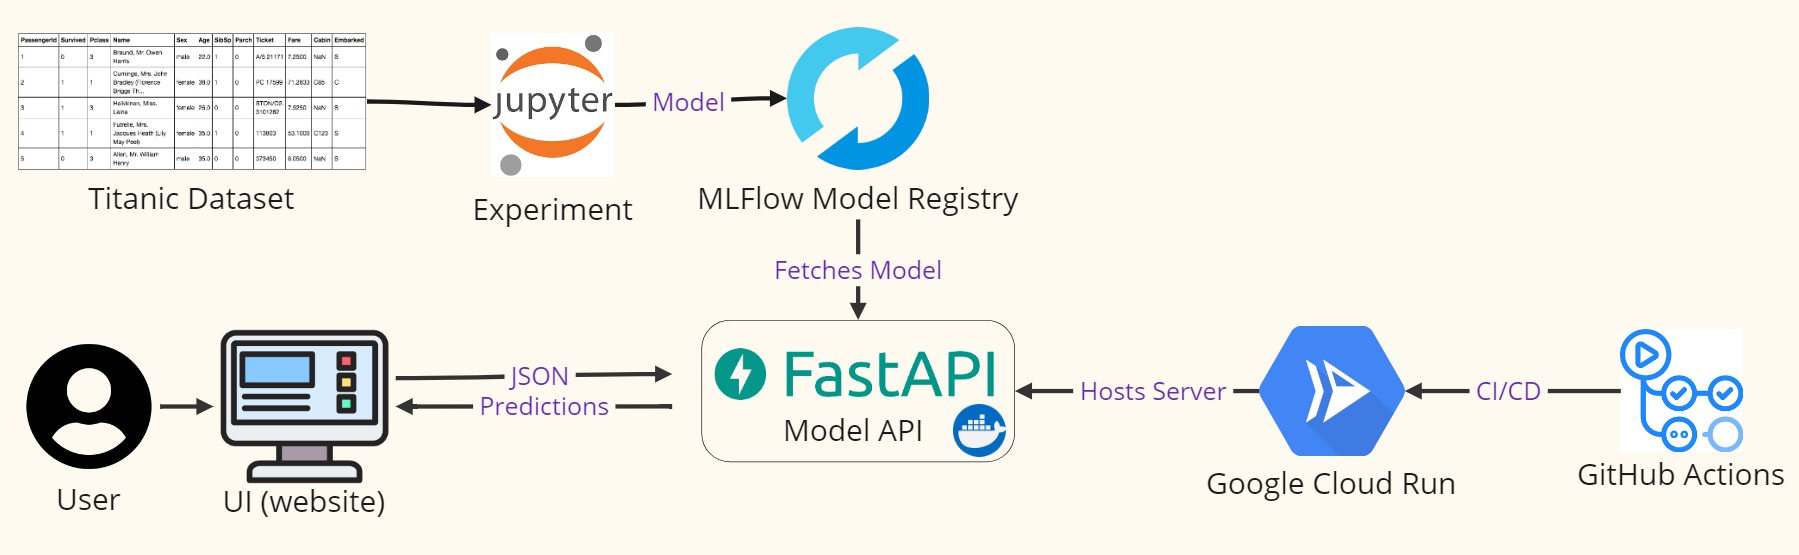 PassengerId Survived Pclass Name Sex Age SibSp Parch Ticket Fare Cabin Embarked
1 0 3 Braund, Mr. Owen Harris male 22.0 1 0 A/5 21171 7.2500 NaN S
2 1 1 Cumings, Mrs. John Bradley (Florence Briggs Th... female 38.0 1 0 PC 17599 71.2833 C85 C
3 1 3 Heikkinen, Miss. Laina female 26.0 0 0 STON/O2. 3101282 7.9250 NaN S
4 1 1 Futrelle, Mrs. Jacques Heath (Lily May Peel) female 35.0 1 0 113803 53.1000 C123 S
5 0 3 Allen, Mr. William Henry male 35.0 0 0 373450 8.0500 NaN S
Titanic Dataset
jupyter
Experiment
Model
MLFlow Model Registry
Fetches Model
User
UI (website)
JSON
Predictions
FastAPI
Model API
Hosts Server
Google Cloud Run
CI/CD
GitHub Actions